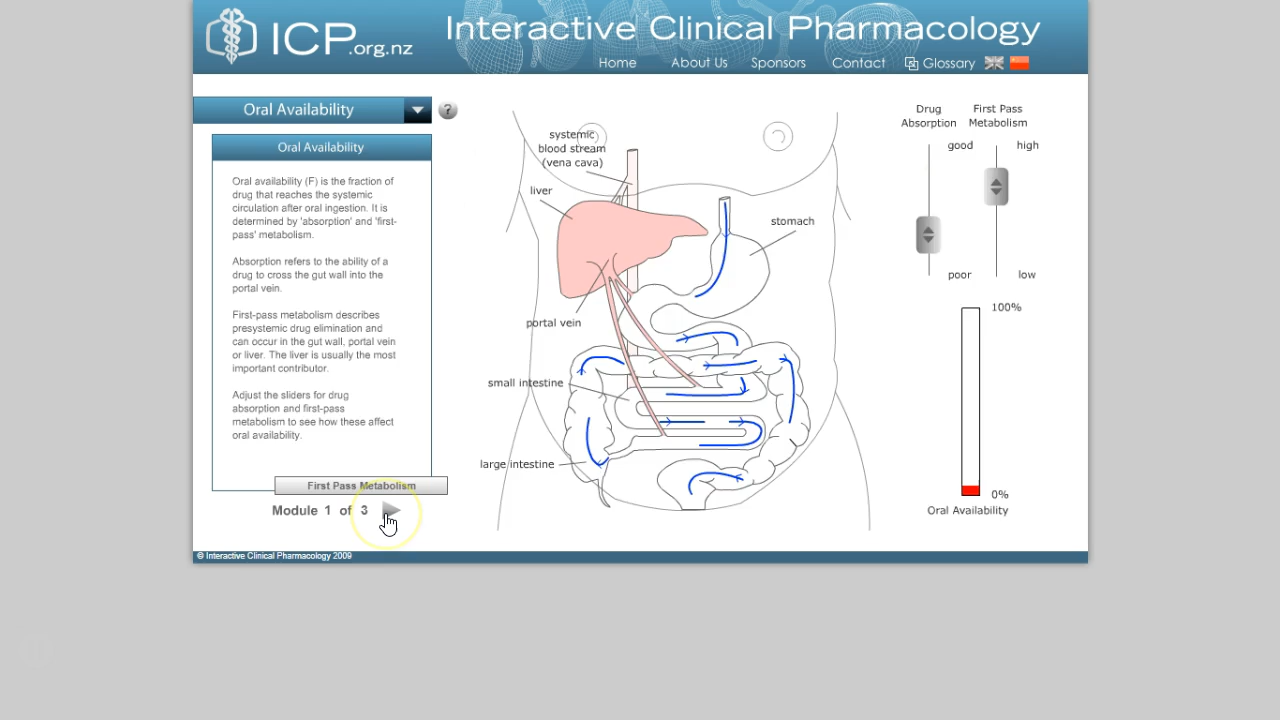 ICP.org.nz
Interactive Clinical Pharmacology
Home
About Us
Sponsors
Contact
Glossary
Oral Availability
?
Oral Availability
Oral availability (F) is the fraction of
drug that reaches the systemic
circulation after oral ingestion. It is
determined by 'absorption' and 'first-
pass' metabolism.
Absorption refers to the ability of a
drug to cross the gut wall into the
portal vein.
First-pass metabolism describes
presystemic drug elimination and
can occur in the gut wall, portal vein
or liver. The liver is usually the most
important contributor.
Adjust the sliders for drug
absorption and first-pass
metabolism to see how these affect
oral availability.
First Pass Metabolism
Module 1 of 3
systemic
blood stream
(vena cava)
liver
stomach
portal vein
small intestine
large intestine
Drug
Absorption
First Pass
Metabolism
good
high
poor
low
100%
0%
Oral Availability
© Interactive Clinical Pharmacology 2009